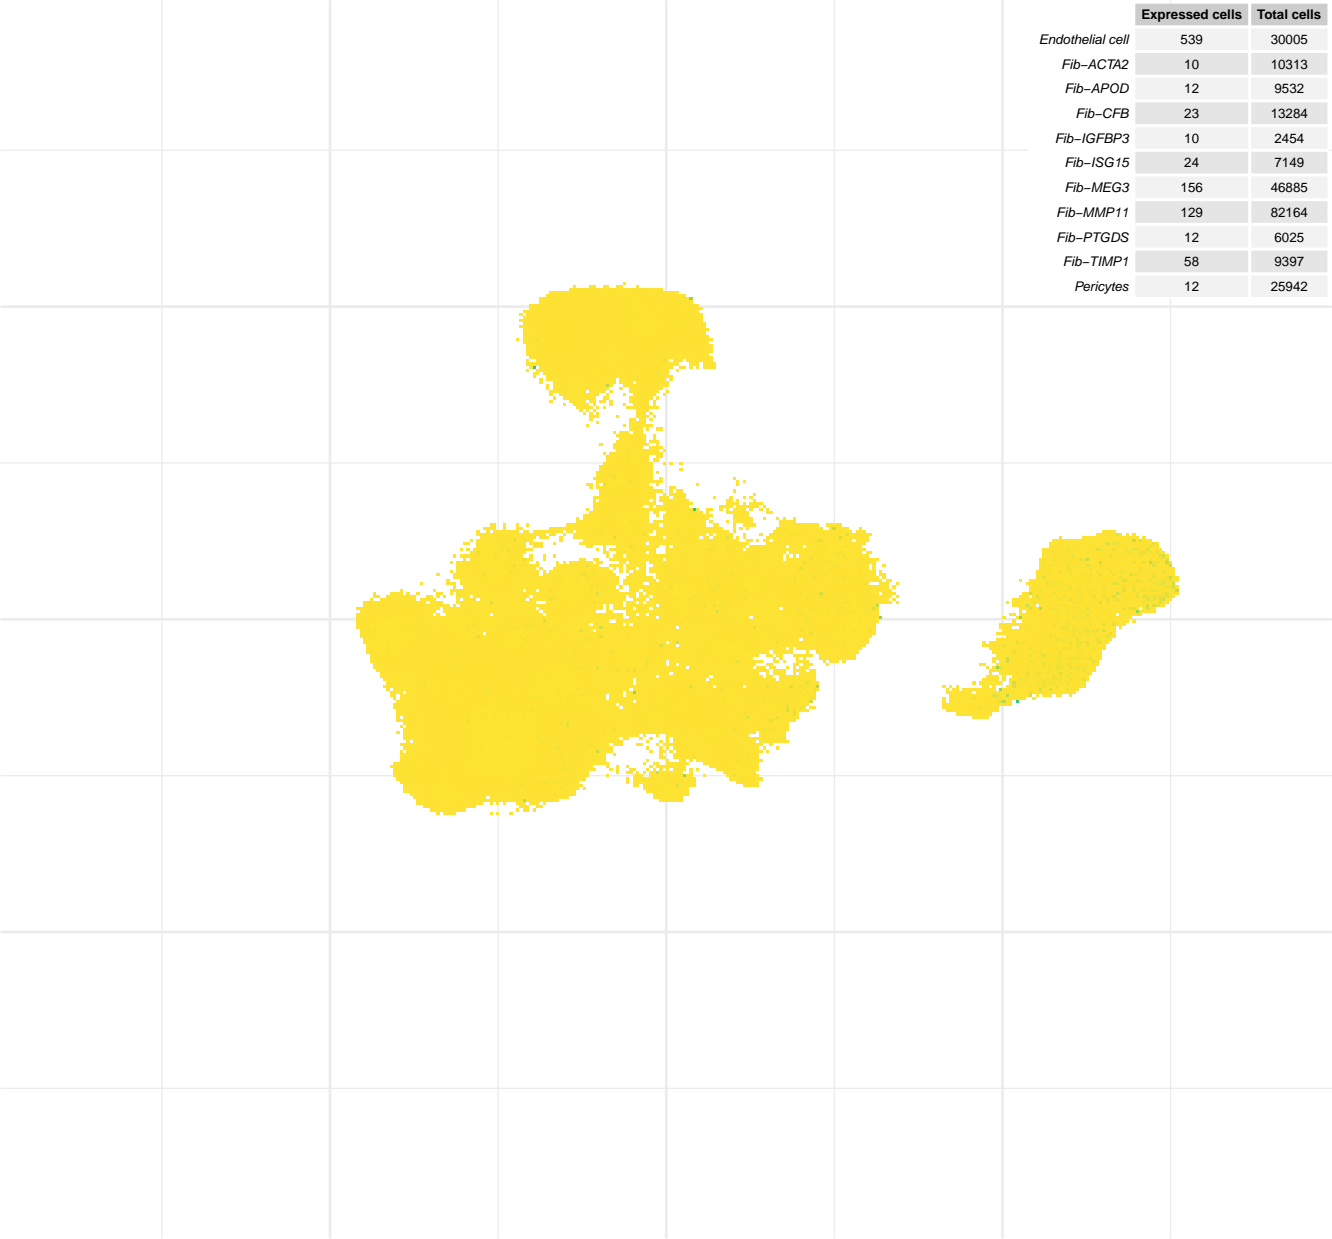 Expressed cells Total cells
Endothelial cell 539 30005
Fib−ACTA2 10 10313
Fib−APOD 12 9532
Fib−CFB 23 13284
Fib−IGFBP3 10 2454
Fib−ISG15 24 7149
Fib−MEG3 156 46885
Fib−MMP11 129 82164
Fib−PTGDS 12 6025
Fib−TIMP1 58 9397
Pericytes 12 25942